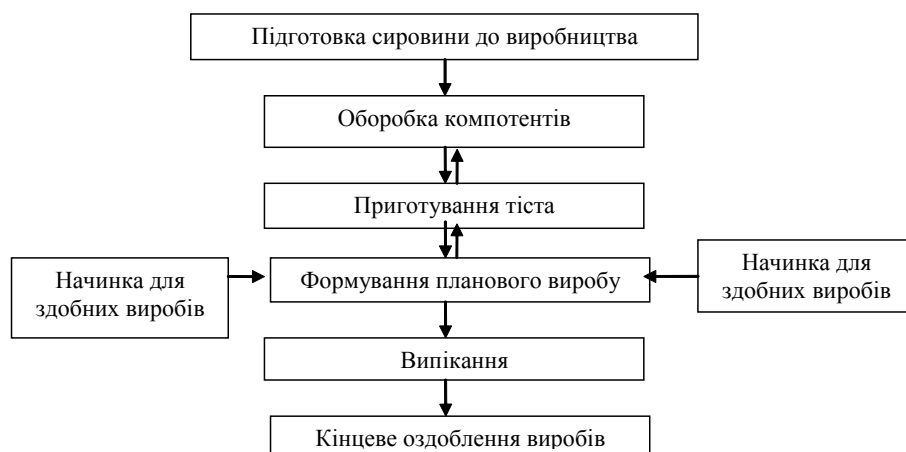 Підготовка сировини до виробництва
Оборобка компотентів
Приготування тіста
Начинка для
здобних виробів
Формування планового виробу
Начинка для
здобних виробів
Випікання
Кінцеве оздоблення виробів